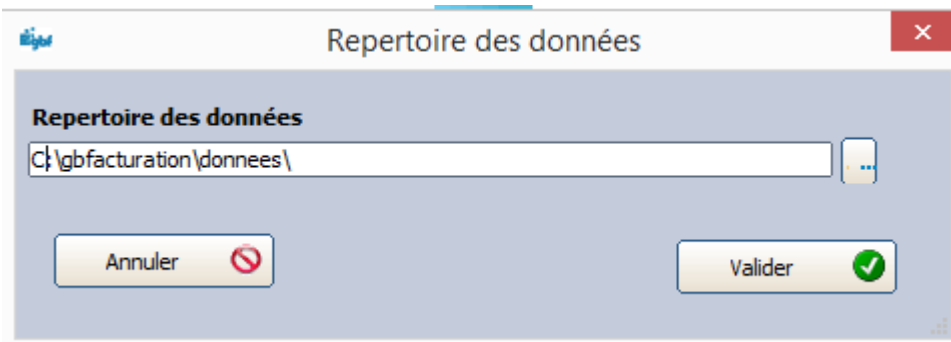 Repertoire des données
Repertoire des données
C:\gbfacturation\donnees\
...
Annuler
Valider